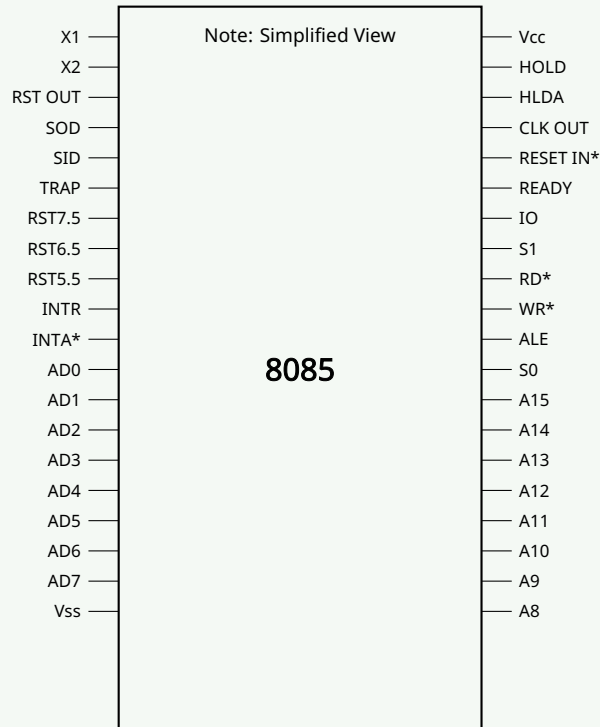 Note: Simplified View
X1
X2
RST OUT
SOD
SID
TRAP
RST7.5
RST6.5
RST5.5
INTR
INTA*
AD0
AD1
AD2
AD3
AD4
AD5
AD6
AD7
Vss
8085
Vcc
HOLD
HLDA
CLK OUT
RESET IN*
READY
IO
S1
RD*
WR*
ALE
S0
A15
A14
A13
A12
A11
A10
A9
A8